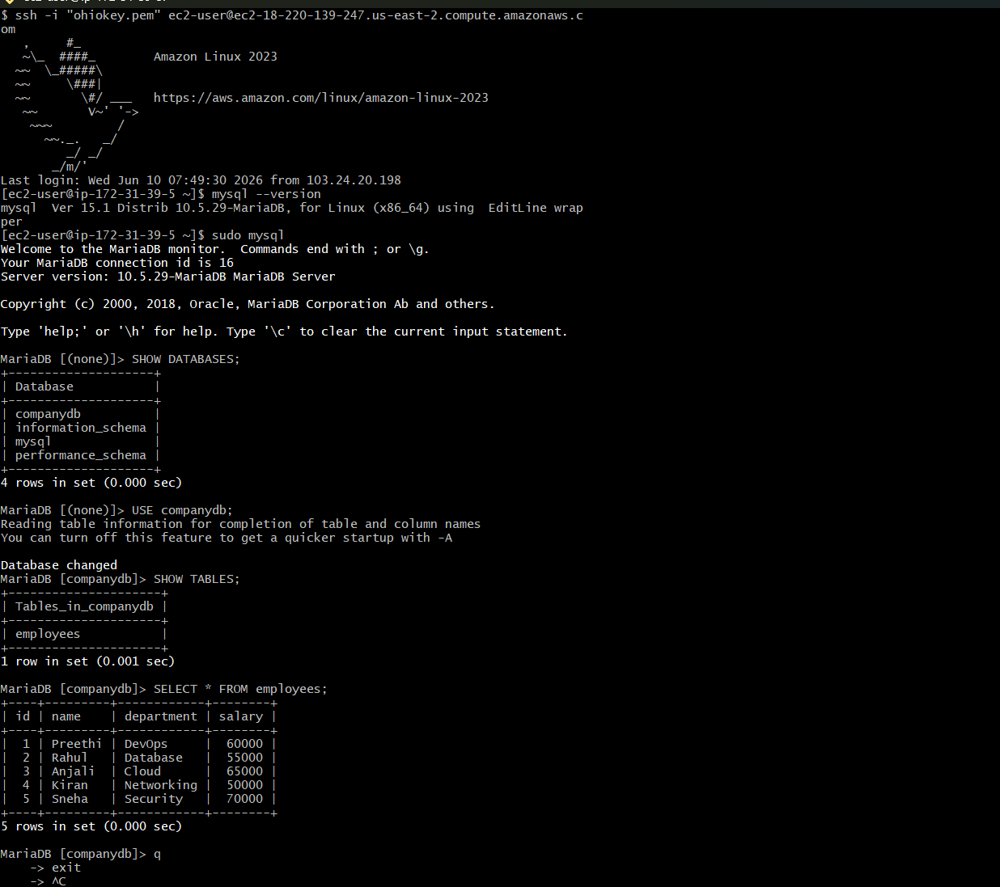 $ ssh -i "ohiokey.pem" ec2-user@ec2-18-220-139-247.us-east-2.compute.amazonaws.c
om
   ,     #_
   ~\_  ####_        Amazon Linux 2023
  ~~  \_#####\
  ~~     \###|
  ~~       \#/ ___   https://aws.amazon.com/linux/amazon-linux-2023
   ~~       V~' '->
    ~~~         /
      ~~._.   _/
         _/ _/
       _/m/'
Last login: Wed Jun 10 07:49:30 2026 from 103.24.20.198
[ec2-user@ip-172-31-39-5 ~]$ mysql --version
mysql  Ver 15.1 Distrib 10.5.29-MariaDB, for Linux (x86_64) using  EditLine wrap
per
[ec2-user@ip-172-31-39-5 ~]$ sudo mysql
Welcome to the MariaDB monitor.  Commands end with ; or \g.
Your MariaDB connection id is 16
Server version: 10.5.29-MariaDB MariaDB Server

Copyright (c) 2000, 2018, Oracle, MariaDB Corporation Ab and others.

Type 'help;' or '\h' for help. Type '\c' to clear the current input statement.

MariaDB [(none)]> SHOW DATABASES;
+--------------------+
| Database           |
+--------------------+
| companydb          |
| information_schema |
| mysql              |
| performance_schema |
+--------------------+
4 rows in set (0.000 sec)

MariaDB [(none)]> USE companydb;
Reading table information for completion of table and column names
You can turn off this feature to get a quicker startup with -A

Database changed
MariaDB [companydb]> SHOW TABLES;
+---------------------+
| Tables_in_companydb |
+---------------------+
| employees           |
+---------------------+
1 row in set (0.001 sec)

MariaDB [companydb]> SELECT * FROM employees;
+----+---------+------------+--------+
| id | name    | department | salary |
+----+---------+------------+--------+
|  1 | Preethi | DevOps     |  60000 |
|  2 | Rahul   | Database   |  55000 |
|  3 | Anjali  | Cloud      |  65000 |
|  4 | Kiran   | Networking |  50000 |
|  5 | Sneha   | Security   |  70000 |
+----+---------+------------+--------+
5 rows in set (0.000 sec)

MariaDB [companydb]> q
    -> exit
    -> ^C